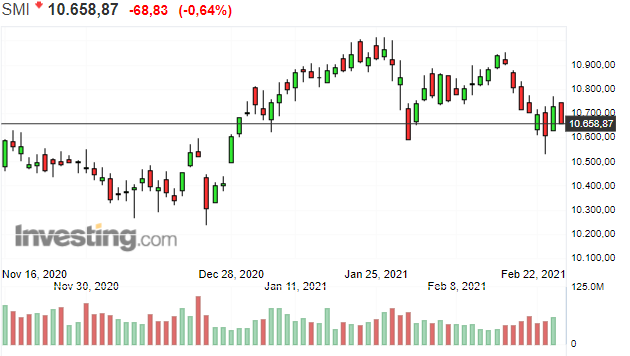 SMI 10.658,87 -68,83 (-0,64%)
10.900,00
10.800,00
10.700,00
10.658,87
10.600,00
10.500,00
10.400,00
10.300,00
10.200,00
10.100,00
Investing.com
Nov 16, 2020 Dec 28, 2020 Jan 25, 2021 Feb 22, 2021
Nov 30, 2020 Jan 11, 2021 Feb 8, 2021
125.0M
0